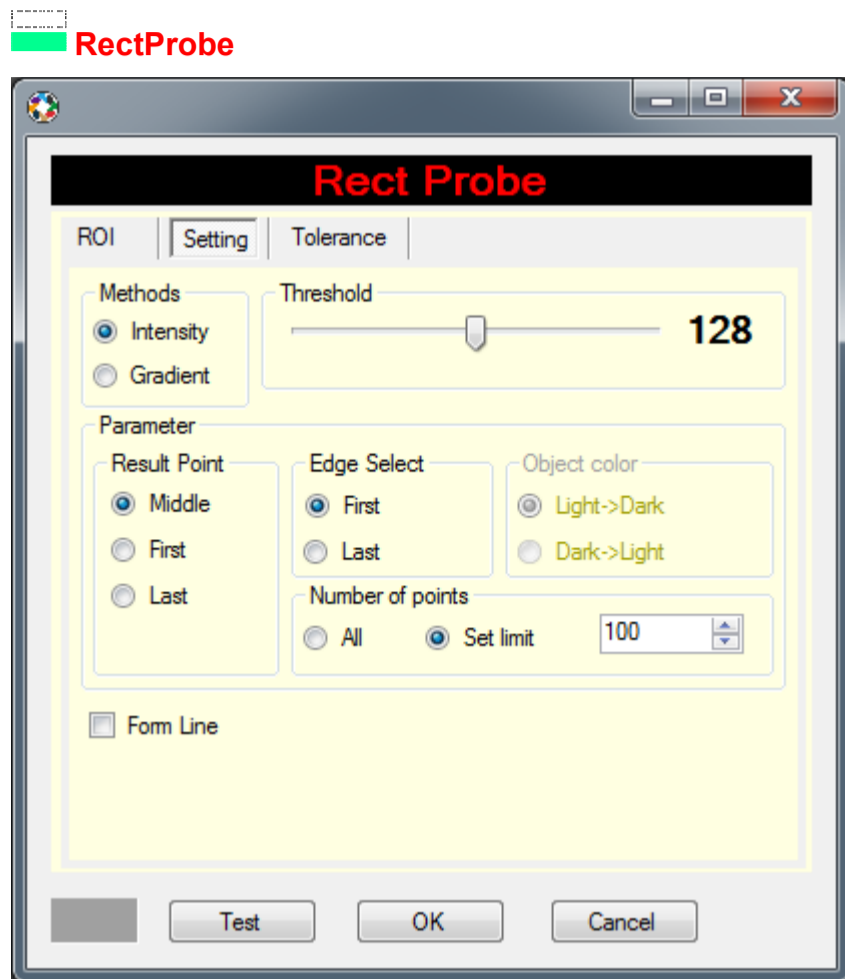 RectProbe
Rect Probe
ROI Setting Tolerance
Methods Threshold
Intensity 128
Gradient
Parameter
Result Point Edge Select Object color
Middle First Light->Dark
First Last Dark->Light
Last Number of points
All Set limit 100
Form Line
Test OK Cancel